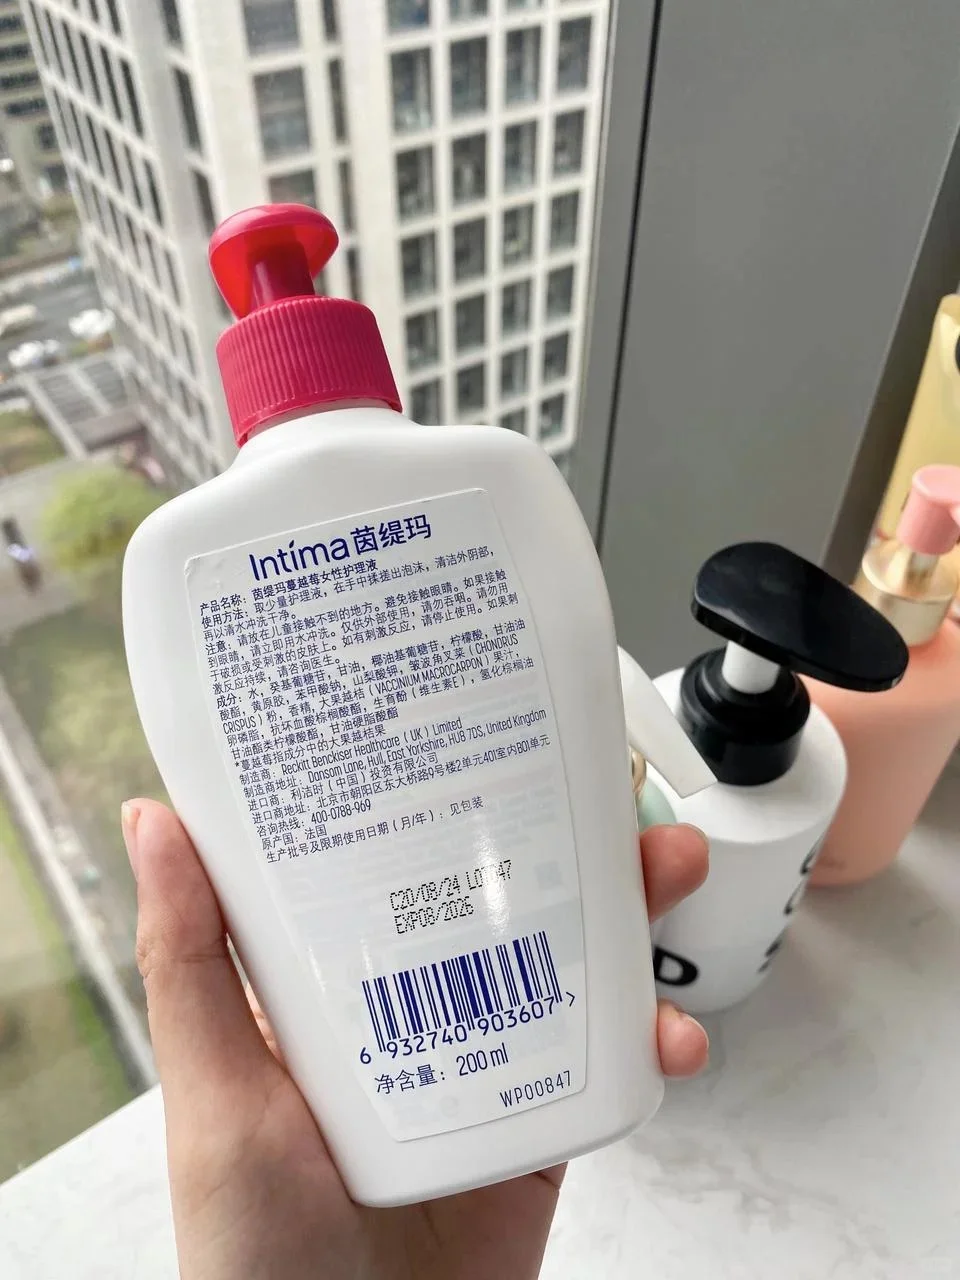 Intima 茵缇玛
产品名称：茵缇玛蔓越莓女性护理液
使用方法：取少量护理液，在手中揉搓出泡沫，清洁外阴部，
再以清水冲洗干净。
注意：请放在儿童接触不到的地方。避免接触眼睛。如果接触
到眼睛，请立即用水冲洗。仅供外部使用，请勿吞咽。请勿用
于破损或受刺激的皮肤上。如有刺激反应，请停止使用。如果刺
激反应持续，请咨询医生。
成分：水，癸基葡糖苷，甘油，椰油基葡糖苷，柠檬酸，甘油油
酸酯，黄原胶，苯甲酸钠，山梨酸钾，皱波角叉菜（CHONDRUS
CRISPUS）粉，香精，大果越桔（VACCINIUM MACROCARPON）果汁，
卵磷脂，抗坏血酸棕榈酸酯，生育酚（维生素E），氢化棕榈油
甘油酯类柠檬酸酯，甘油硬脂酸酯
*蔓越莓指成分中的大果越桔果
制造商：Reckitt Benckiser Healthcare（UK）Limited
制造商地址：Dansom Lane, Hull, East Yorkshire, HU8 7DS, United Kingdom
进口商：利洁时（中国）投资有限公司
进口商地址：北京市朝阳区东大桥路9号楼2单元401室内B01单元
咨询热线：400-0788-969
原产国：法国
生产批号及限期使用日期（月/年）：见包装
C20/08/24
EXP08/2026
6 932740 903607 >
净含量：200ml
WP00847
D